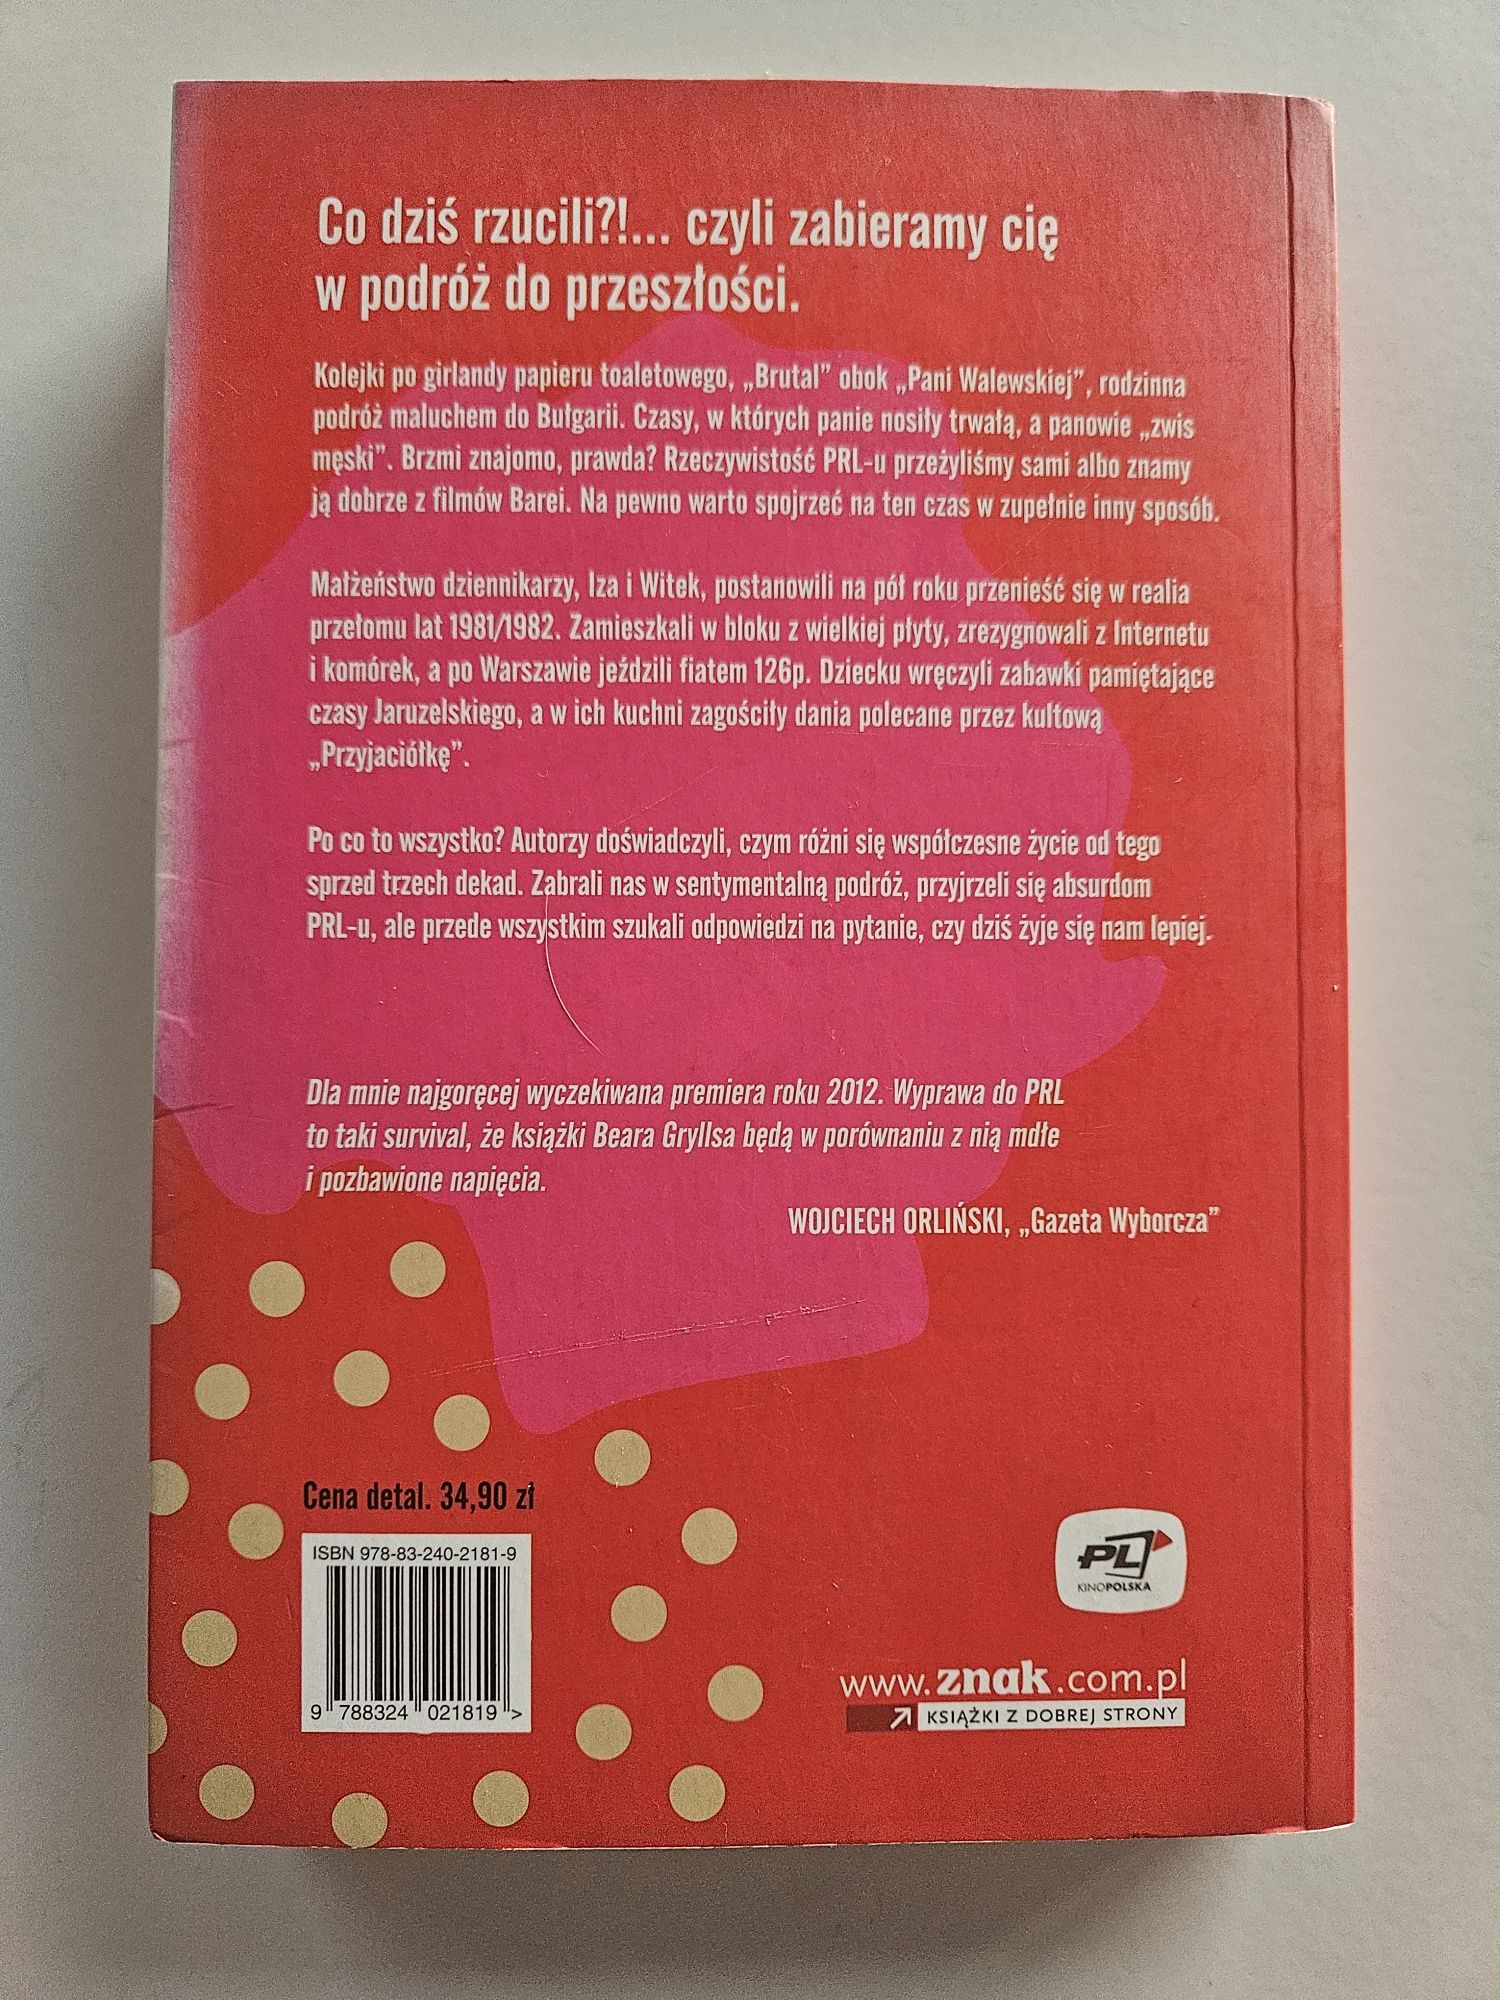 Co dziś rzucili?!... czyli zabieramy cię
w podróż do przeszłości.
Kolejki po girlandy papieru toaletowego, „Brutal” obok „Pani Walewskiej”, rodzinna
podróż maluchem do Bułgarii. Czasy, w których panie nosiły trwałą, a panowie „zwis
męski”. Brzmi znajomo, prawda? Rzeczywistość PRL-u przeżyliśmy sami albo znamy
ją dobrze z filmów Barei. Na pewno warto spojrzeć na ten czas w zupełnie inny sposób.
Małżeństwo dziennikarzy, Iza i Witek, postanowili na pół roku przenieść się w realia
przełomu lat 1981/1982. Zamieszkali w bloku z wielkiej płyty, zrezygnowali z Internetu
i komórek, a po Warszawie jeździli fiatem 126p. Dziecku wręczyli zabawki pamiętające
czasy Jaruzelskiego, a w ich kuchni zagościły dania polecane przez kultową
„Przyjaciółkę”.
Po co to wszystko? Autorzy doświadczyli, czym różni się współczesne życie od tego
sprzed trzech dekad. Zabrali nas w sentymentalną podróż, przyjrzeli się absurdom
PRL-u, ale przede wszystkim szukali odpowiedzi na pytanie, czy dziś żyje się nam lepiej.
Dla mnie najgoręcej wyczekiwana premiera roku 2012. Wyprawa do PRL
to taki survival, że książki Beara Gryllsa będą w porównaniu z nią mdłe
i pozbawione napięcia.
WOJCIECH ORLIŃSKI, „Gazeta Wyborcza”
Cena detal. 34,90 zł
ISBN 978-83-240-2181-9
9 788324 021819 >
PL
KINOPOLSKA
www.znak.com.pl
KSIĄŻKI Z DOBREJ STRONY